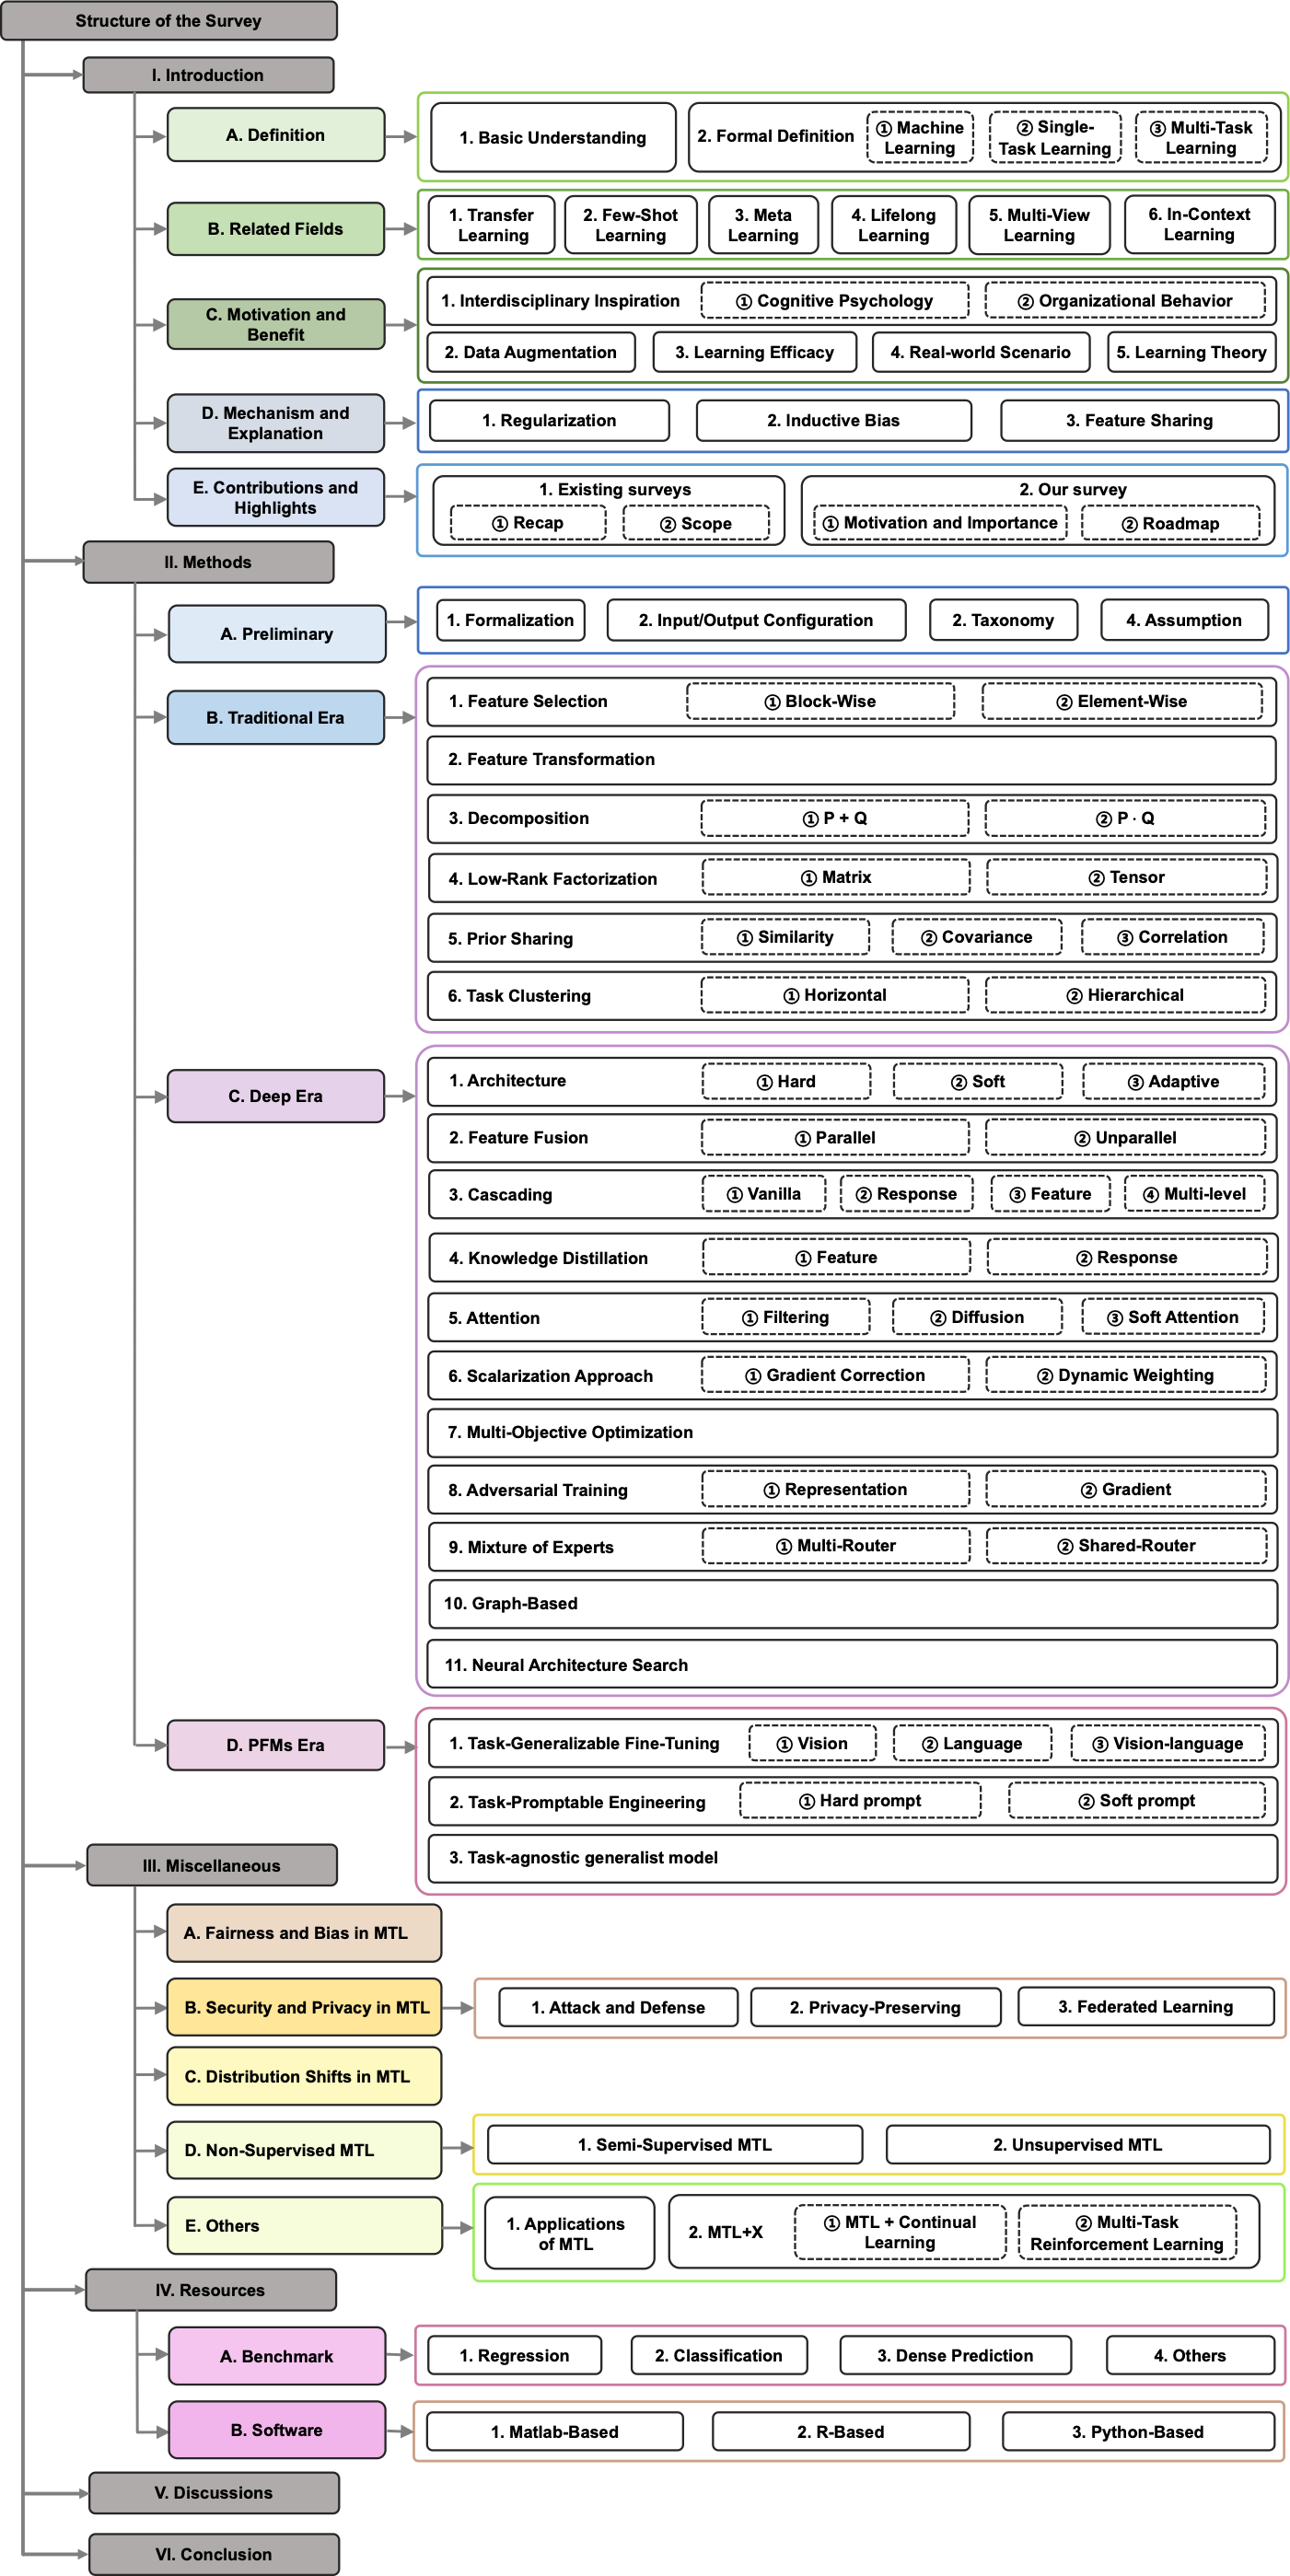 Structure of the Survey
I. Introduction
A. Definition
1. Basic Understanding
2. Formal Definition
① Machine
Learning
② Single-
Task Learning
③ Multi-Task
Learning
B. Related Fields
1. Transfer
Learning
2. Few-Shot
Learning
3. Meta
Learning
4. Lifelong
Learning
5. Multi-View
Learning
6. In-Context
Learning
C. Motivation and
Benefit
1. Interdisciplinary Inspiration
① Cognitive Psychology
② Organizational Behavior
2. Data Augmentation
3. Learning Efficacy
4. Real-world Scenario
5. Learning Theory
D. Mechanism and
Explanation
1. Regularization
2. Inductive Bias
3. Feature Sharing
E. Contributions and
Highlights
1. Existing surveys
① Recap
② Scope
2. Our survey
① Motivation and Importance
② Roadmap
II. Methods
A. Preliminary
1. Formalization
2. Input/Output Configuration
2. Taxonomy
4. Assumption
B. Traditional Era
1. Feature Selection
① Block-Wise
② Element-Wise
2. Feature Transformation
3. Decomposition
① P + Q
② P · Q
4. Low-Rank Factorization
① Matrix
② Tensor
5. Prior Sharing
① Similarity
② Covariance
③ Correlation
6. Task Clustering
① Horizontal
② Hierarchical
C. Deep Era
1. Architecture
① Hard
② Soft
③ Adaptive
2. Feature Fusion
① Parallel
② Unparallel
3. Cascading
① Vanilla
② Response
③ Feature
④ Multi-level
4. Knowledge Distillation
① Feature
② Response
5. Attention
① Filtering
② Diffusion
③ Soft Attention
6. Scalarization Approach
① Gradient Correction
② Dynamic Weighting
7. Multi-Objective Optimization
8. Adversarial Training
① Representation
② Gradient
9. Mixture of Experts
① Multi-Router
② Shared-Router
10. Graph-Based
11. Neural Architecture Search
D. PFMs Era
1. Task-Generalizable Fine-Tuning
① Vision
② Language
③ Vision-language
2. Task-Promptable Engineering
① Hard prompt
② Soft prompt
3. Task-agnostic generalist model
III. Miscellaneous
A. Fairness and Bias in MTL
B. Security and Privacy in MTL
1. Attack and Defense
2. Privacy-Preserving
3. Federated Learning
C. Distribution Shifts in MTL
D. Non-Supervised MTL
1. Semi-Supervised MTL
2. Unsupervised MTL
E. Others
1. Applications
of MTL
2. MTL+X
① MTL + Continual
Learning
② Multi-Task
Reinforcement Learning
IV. Resources
A. Benchmark
1. Regression
2. Classification
3. Dense Prediction
4. Others
B. Software
1. Matlab-Based
2. R-Based
3. Python-Based
V. Discussions
VI. Conclusion